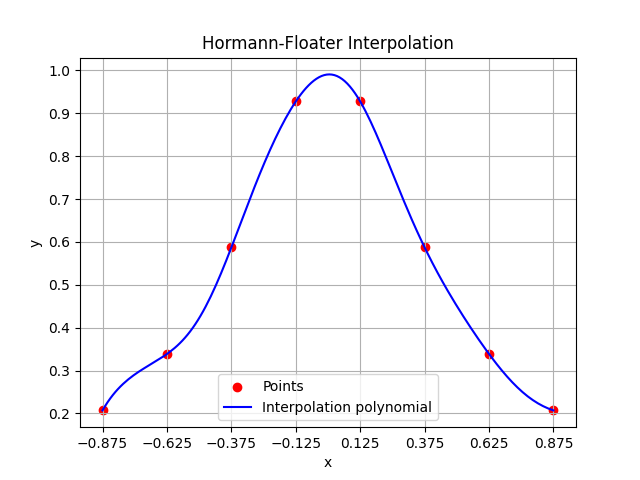 Hormann-Floater Interpolation
1.0
0.9
0.8
0.7
0.6
0.5
0.4
0.3
0.2
y
Points
Interpolation polynomial
−0.875 −0.625 −0.375 −0.125 0.125 0.375 0.625 0.875
x